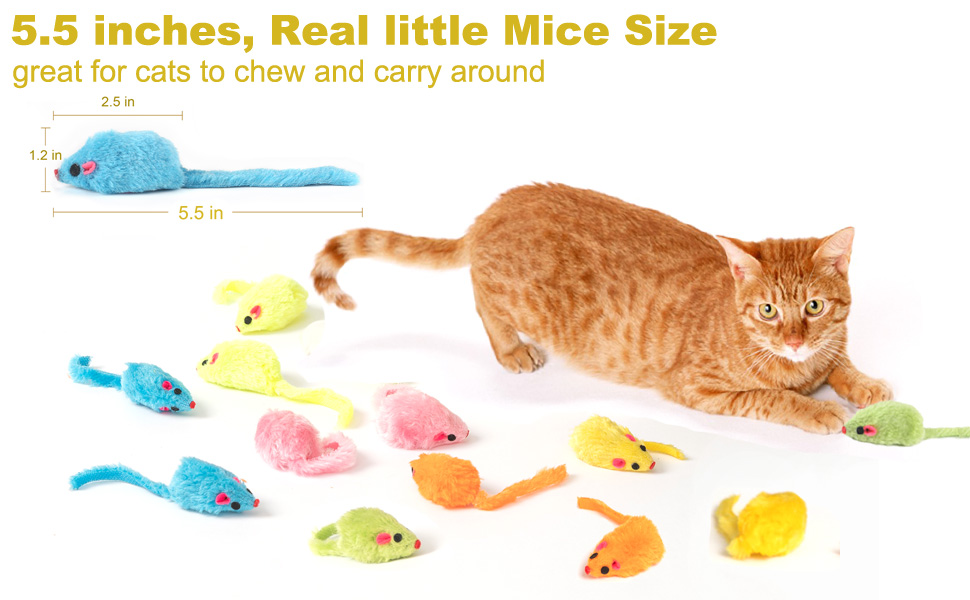 5.5 inches, Real little Mice Size
great for cats to chew and carry around
2.5 in
1.2 in
5.5 in